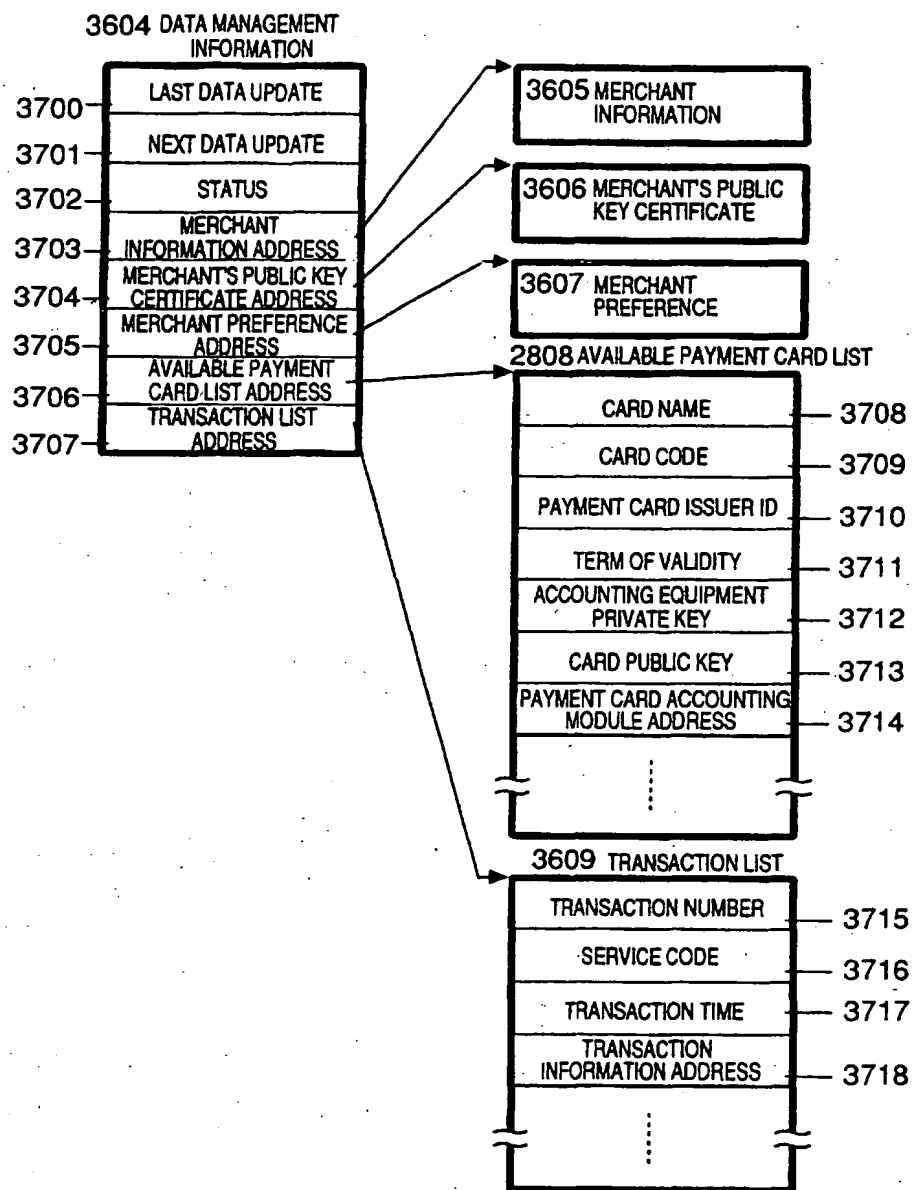 3604 DATA MANAGEMENT
INFORMATION
LAST DATA UPDATE
3700
NEXT DATA UPDATE
3701
STATUS
3702
MERCHANT
INFORMATION ADDRESS
3703
MERCHANT'S PUBLIC KEY
CERTIFICATE ADDRESS
3704
MERCHANT PREFERENCE
ADDRESS
3705
AVAILABLE PAYMENT
CARD LIST ADDRESS
3706
TRANSACTION LIST
ADDRESS
3707
3605 MERCHANT
INFORMATION
3606 MERCHANT'S PUBLIC
KEY CERTIFICATE
3607 MERCHANT
PREFERENCE
2808 AVAILABLE PAYMENT CARD LIST
CARD NAME
3708
CARD CODE
3709
PAYMENT CARD ISSUER ID
3710
TERM OF VALIDITY
3711
ACCOUNTING EQUIPMENT
PRIVATE KEY
3712
CARD PUBLIC KEY
3713
PAYMENT CARD ACCOUNTING
MODULE ADDRESS
3714
3609 TRANSACTION LIST
TRANSACTION NUMBER
3715
SERVICE CODE
3716
TRANSACTION TIME
3717
TRANSACTION
INFORMATION ADDRESS
3718